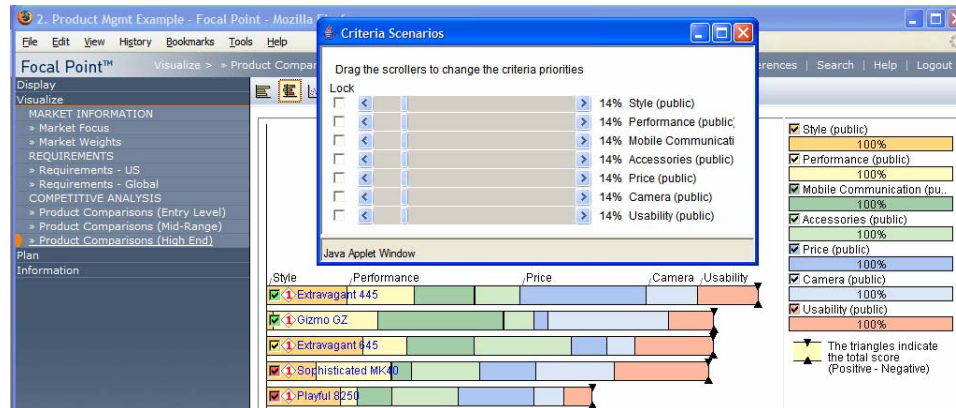 2. Product Mgmt Example - Focal Point - Mozilla
File Edit View History Bookmarks Tools Help
Focal Point™ Visualize > » Product Compar
Search | Help | Logout
Criteria Scenarios
Drag the scrollers to change the criteria priorities
Lock
14% Style (public)
14% Performance (public)
14% Mobile Communicati
14% Accessories (public)
14% Price (public)
14% Camera (public)
14% Usability (public)
Java Applet Window
Display
Visualize
MARKET INFORMATION
» Market Focus
» Market Weights
REQUIREMENTS
» Requirements - US
» Requirements - Global
COMPETITIVE ANALYSIS
» Product Comparisons (Entry Level)
» Product Comparisons (Mid-Range)
» Product Comparisons (High End)
Plan
Information
Style Performance Price Camera Usability
1 Extravagant 445
1 Gizmo GZ
1 Extravagant 645
1 Sophisticated MK40
1 Playful 8250
Style (public)
100%
Performance (public)
100%
Mobile Communication (pu..
100%
Accessories (public)
100%
Price (public)
100%
Camera (public)
100%
Usability (public)
100%
The triangles indicate
the total score
(Positive - Negative)